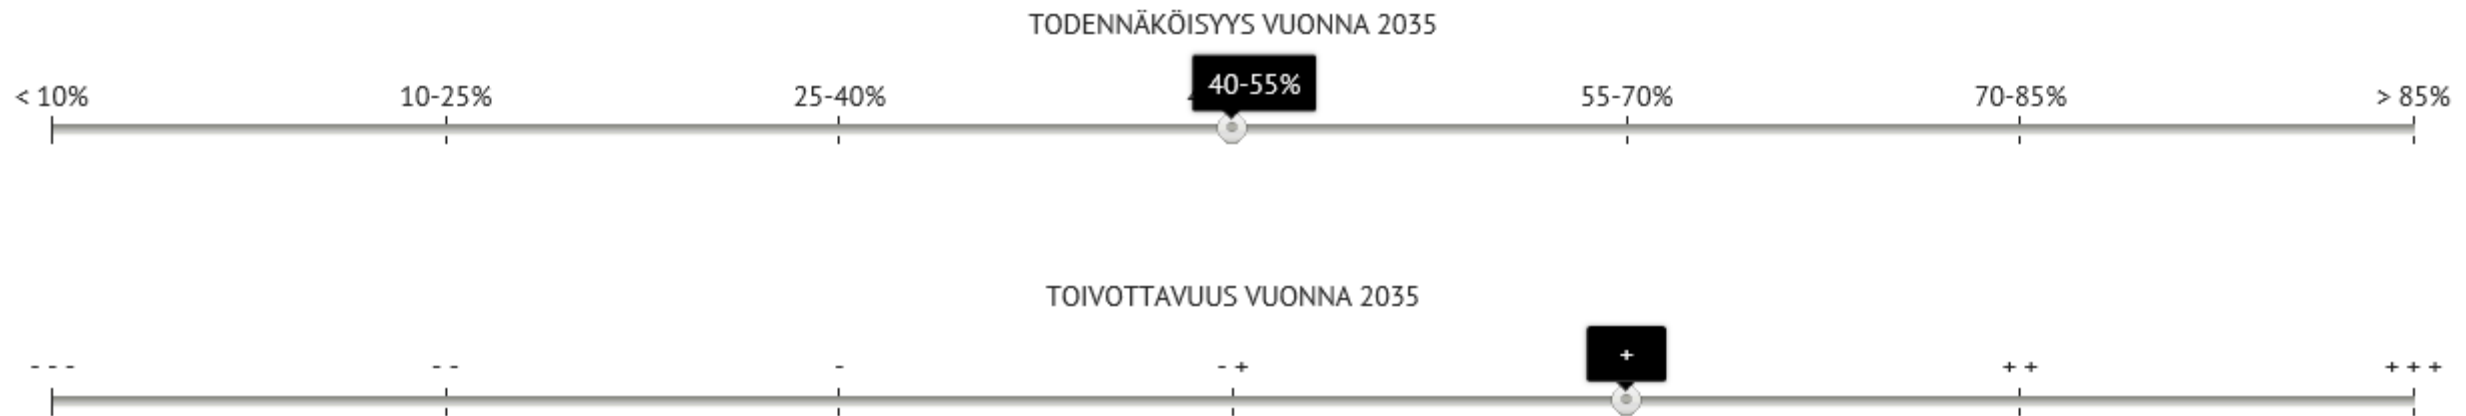 TODENNÄKÖISYYS VUONNA 2035
< 10% 10-25% 25-40% 40-55% 55-70% 70-85% > 85%
TOIVOTTAVUUS VUONNA 2035
- - - - - - - + + + + + + +